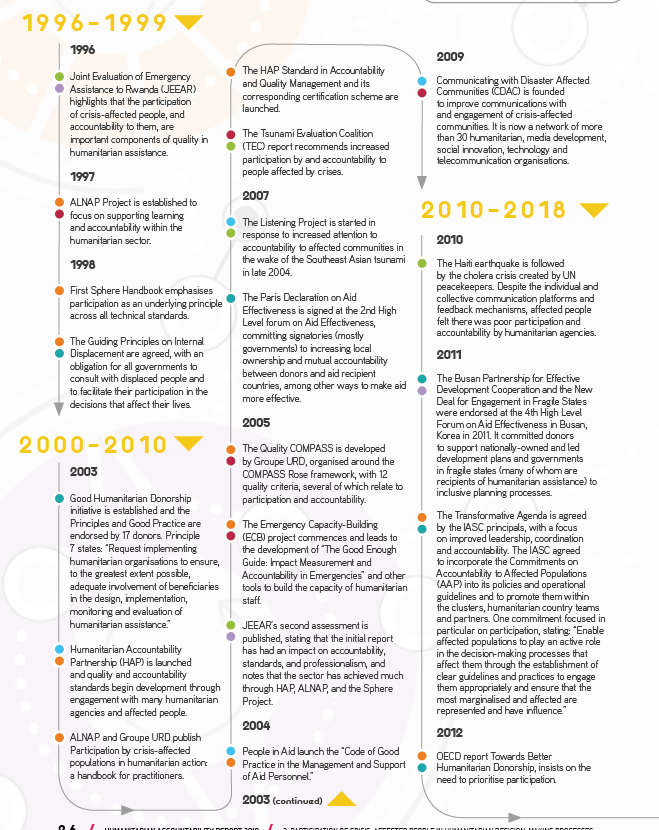 1996-1999
1996
Joint Evaluation of Emergency
Assistance to Rwanda (JEEAR)
highlights that the participation
of crisis-affected people, and
accountability to them, are
important components of quality in
humanitarian assistance.
1997
ALNAP Project is established to
focus on supporting learning
and accountability within the
humanitarian sector.
1998
First Sphere Handbook emphasises
participation as an underlying principle
across all technical standards.
The Guiding Principles on Internal
Displacement are agreed, with an
obligation for all governments to
consult with displaced people and
to facilitate their participation in the
decisions that affect their lives.
2000-2010
2003
Good Humanitarian Donorship
initiative is established and the
Principles and Good Practice are
endorsed by 17 donors. Principle
7 states: “Request implementing
humanitarian organisations to ensure,
to the greatest extent possible,
adequate involvement of beneficiaries
in the design, implementation,
monitoring and evaluation of
humanitarian assistance.”
Humanitarian Accountability
Partnership (HAP) is launched
and quality and accountability
standards begin development through
engagement with many humanitarian
agencies and affected people.
ALNAP and Groupe URD publish
Participation by crisis-affected
populations in humanitarian action:
a handbook for practitioners.
The HAP Standard in Accountability
and Quality Management and its
corresponding certification scheme are
launched.
The Tsunami Evaluation Coalition
(TEC) report recommends increased
participation by and accountability to
people affected by crises.
2007
The Listening Project is started in
response to increased attention to
accountability to affected communities in
the wake of the Southeast Asian tsunami
in late 2004.
The Paris Declaration on Aid
Effectiveness is signed at the 2nd High
Level forum on Aid Effectiveness,
committing signatories (mostly
governments) to increasing local
ownership and mutual accountability
between donors and aid recipient
countries, among other ways to make aid
more effective.
2005
The Quality COMPASS is developed
by Groupe URD, organised around the
COMPASS Rose framework, with 12
quality criteria, several of which relate to
participation and accountability.
The Emergency Capacity-Building
(ECB) project commences and leads to
the development of “The Good Enough
Guide: Impact Measurement and
Accountability in Emergencies” and other
tools to build the capacity of humanitarian
staff.
JEEAR’s second assessment is
published, stating that the initial report
has had an impact on accountability,
standards, and professionalism, and
notes that the sector has achieved much
through HAP, ALNAP, and the Sphere
Project.
2004
People in Aid launch the “Code of Good
Practice in the Management and Support
of Aid Personnel.”
2003 (continued)
2009
Communicating with Disaster Affected
Communities (CDAC) is founded
to improve communications with
and engagement of crisis-affected
communities. It is now a network of more
than 30 humanitarian, media development,
social innovation, technology and
telecommunication organisations.
2010-2018
2010
The Haiti earthquake is followed
by the cholera crisis created by UN
peacekeepers. Despite the individual and
collective communication platforms and
feedback mechanisms, affected people
felt there was poor participation and
accountability by humanitarian agencies.
2011
The Busan Partnership for Effective
Development Cooperation and the New
Deal for Engagement in Fragile States
were endorsed at the 4th High Level
Forum on Aid Effectiveness in Busan,
Korea in 2011. It committed donors
to support nationally-owned and led
development plans and governments
in fragile states (many of whom are
recipients of humanitarian assistance) to
inclusive planning processes.
The Transformative Agenda is agreed
by the IASC principals, with a focus
on improved leadership, coordination
and accountability. The IASC agreed
to incorporate the Commitments on
Accountability to Affected Populations
(AAP) into its policies and operational
guidelines and to promote them within
the clusters, humanitarian country teams
and partners. One commitment focused in
particular on participation, stating: “Enable
affected populations to play an active role
in the decision-making processes that
affect them through the establishment of
clear guidelines and practices to engage
them appropriately and ensure that the
most marginalised and affected are
represented and have influence.”
2012
OECD report Towards Better
Humanitarian Donorship, insists on the
need to prioritise participation.
/ HUMANITARIAN ACCOUNTABILITY REPORT 2018 / 2. PARTICIPATION OF CRISIS-AFFECTED PEOPLE IN HUMANITARIAN DECISION-MAKING PROCESSES